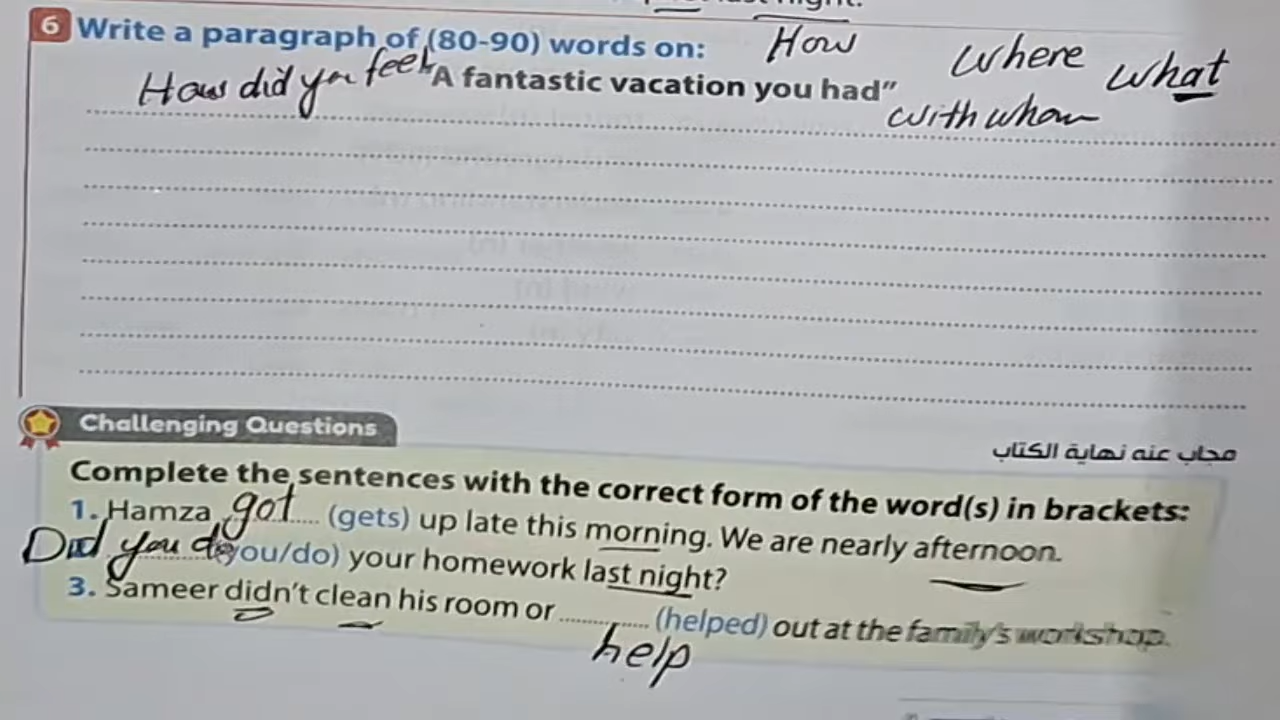 last night.
6 Write a paragraph of (80-90) words on:
How where what
How did you feel "A fantastic vacation you had"
with whom
Challenging Questions
مجاب عنه نهاية الكتاب
Complete the sentences with the correct form of the word(s) in brackets:
1. Hamza got (gets) up late this morning. We are nearly afternoon.
Did you do (you/do) your homework last night?
3. Sameer didn't clean his room or ............... (helped) out at the family's workshop.
help